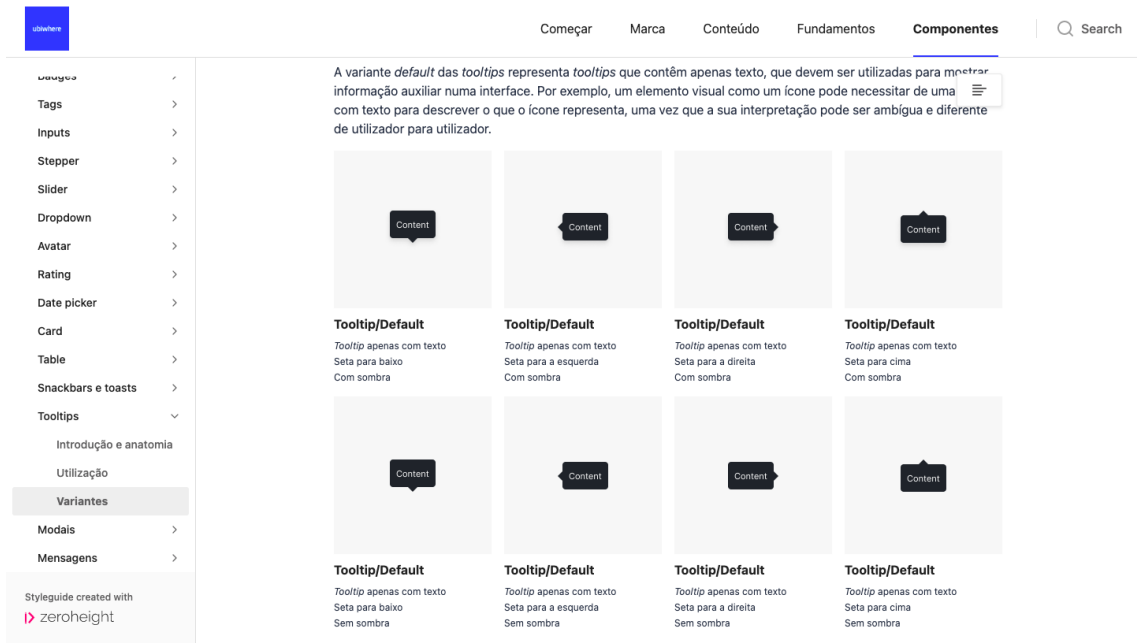 ubiwhere
Começar
Marca
Conteúdo
Fundamentos
Componentes
Search
Badges
Tags
Inputs
Stepper
Slider
Dropdown
Avatar
Rating
Date picker
Card
Table
Snackbars e toasts
Tooltips
Introdução e anatomia
Utilização
Variantes
Modais
Mensagens
Styleguide created with
zeroheight
A variante default das tooltips representa tooltips que contêm apenas texto, que devem ser utilizadas para mostrar
informação auxiliar numa interface. Por exemplo, um elemento visual como um ícone pode necessitar de uma
com texto para descrever o que o ícone representa, uma vez que a sua interpretação pode ser ambígua e diferente
de utilizador para utilizador.
Content
Content
Content
Content
Tooltip/Default
Tooltip apenas com texto
Seta para baixo
Com sombra
Tooltip/Default
Tooltip apenas com texto
Seta para a esquerda
Com sombra
Tooltip/Default
Tooltip apenas com texto
Seta para a direita
Com sombra
Tooltip/Default
Tooltip apenas com texto
Seta para cima
Com sombra
Content
Content
Content
Content
Tooltip/Default
Tooltip apenas com texto
Seta para baixo
Sem sombra
Tooltip/Default
Tooltip apenas com texto
Seta para a esquerda
Sem sombra
Tooltip/Default
Tooltip apenas com texto
Seta para a direita
Sem sombra
Tooltip/Default
Tooltip apenas com texto
Seta para cima
Sem sombra